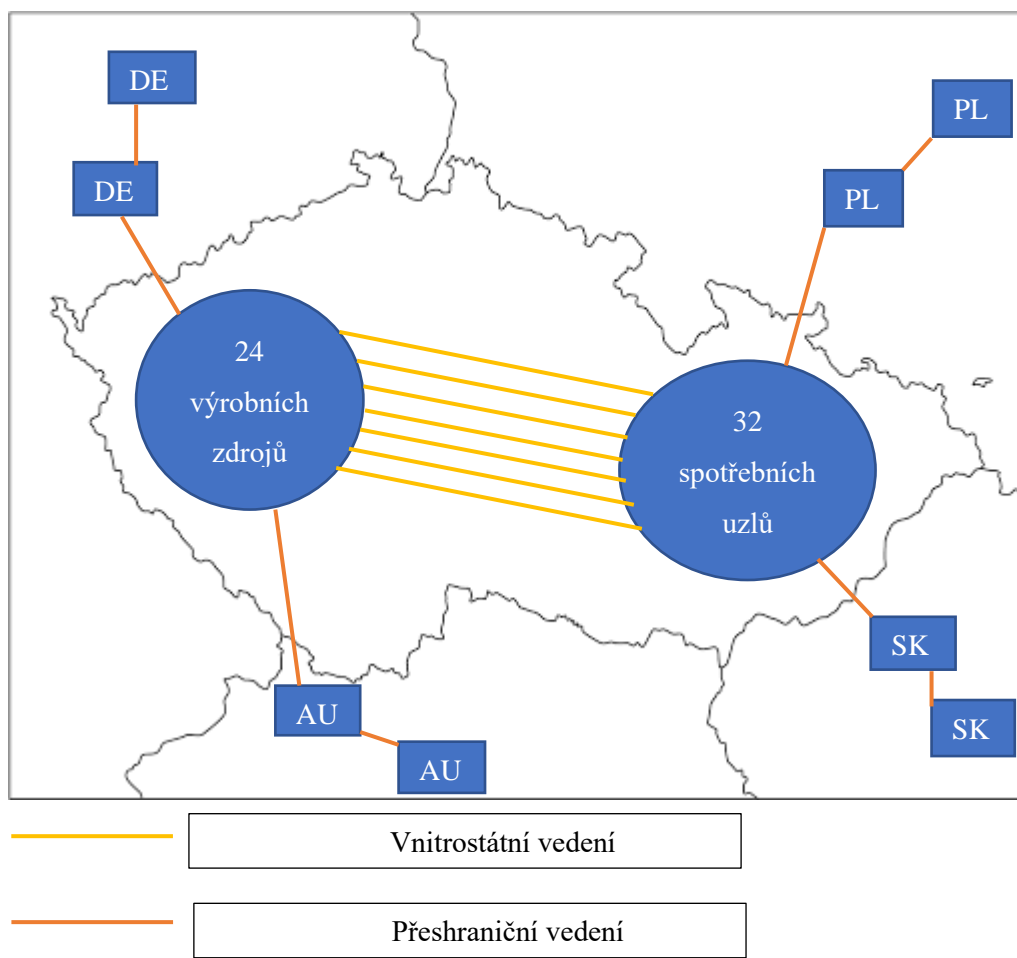 DE
PL
DE
PL
24
výrobních
zdrojů
32
spotřebních
uzlů
SK
AU
SK
AU
Vnitrostátní vedení
Přeshraniční vedení